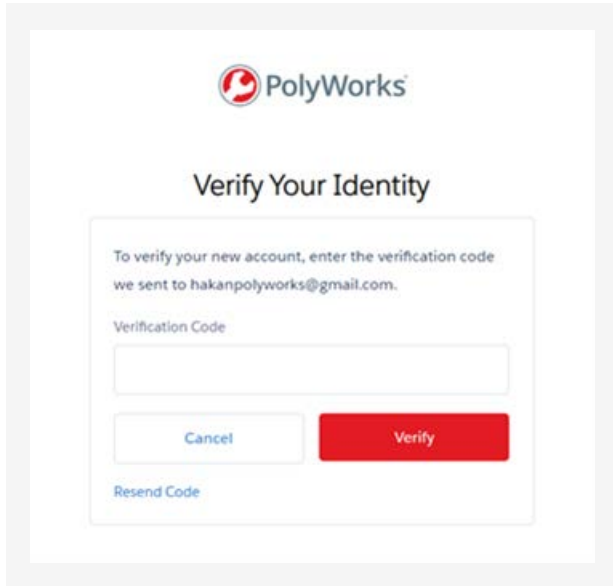 PolyWorks
Verify Your Identity
To verify your new account, enter the verification code
we sent to hakanpolyworks@gmail.com.
Verification Code
Cancel
Verify
Resend Code